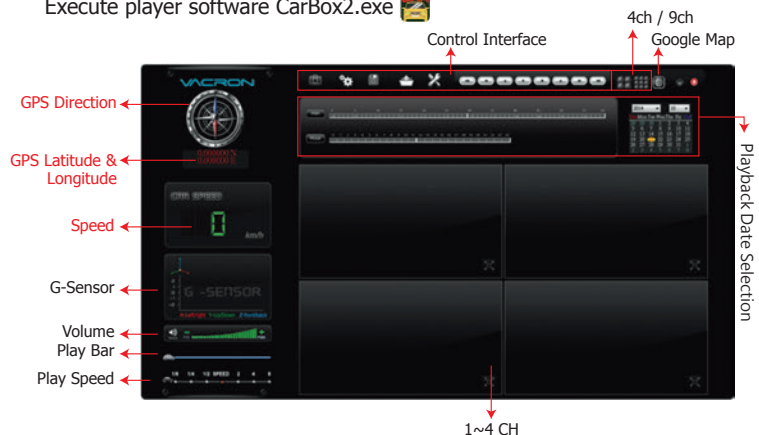 Execute player software CarBox2.exe
4ch / 9ch
Control Interface
Google Map
VACRON
GPS Direction
GPS Latitude &
Longitude
Speed
SPEED
0
km/h
G-Sensor
G -SENSOR
Volume
Play Bar
Play Speed
1/8 1/4 1/2 SPEED 2 4 8
Playback Date Selection
1~4 CH